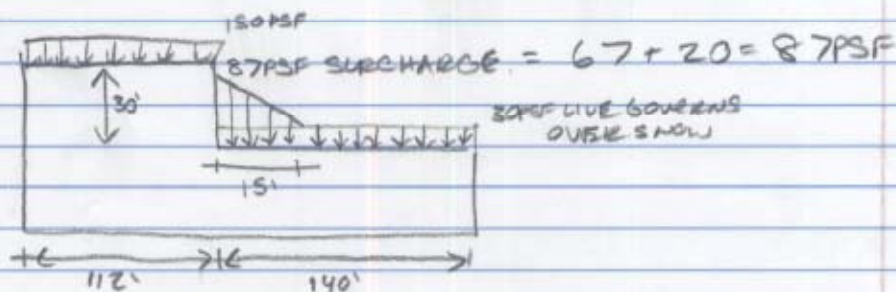 150PSF
87PSF SURCHARGE = 67 + 20 = 87PSF
30'
30PSF LIVE GOVERNS
OVER SNOW
15'
112'
140'